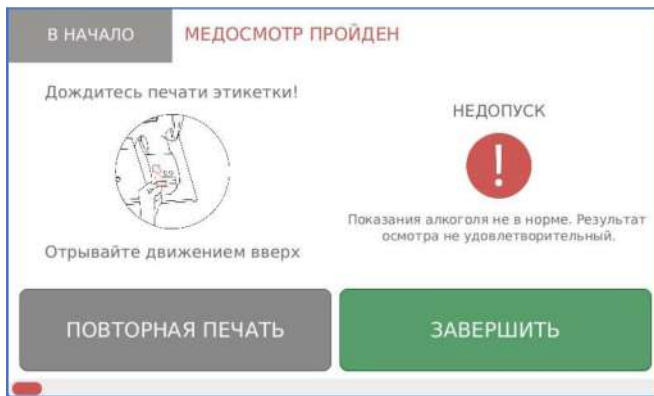 В НАЧАЛО
МЕДОСМОТР ПРОЙДЕН
Дождитесь печати этикетки!
Отрывайте движением вверх
НЕДОПУСК
Показания алкоголя не в норме. Результат
осмотра не удовлетворительный.
ПОВТОРНАЯ ПЕЧАТЬ
ЗАВЕРШИТЬ